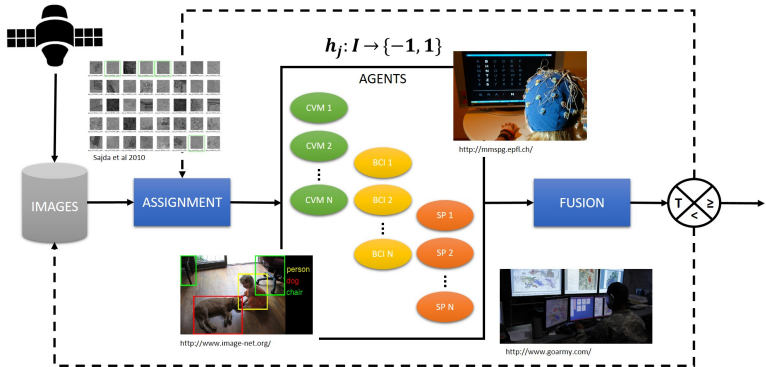 hⱼ: I → {−1, 1}
AGENTS
Sajda et al 2010
http://mmspg.epfl.ch/
CVM 1
CVM 2
CVM N
BCI 1
BCI 2
BCI N
SP 1
SP 2
SP N
IMAGES
ASSIGNMENT
FUSION
T ≥
<
person
dog
chair
http://www.image-net.org/
http://www.goarmy.com/